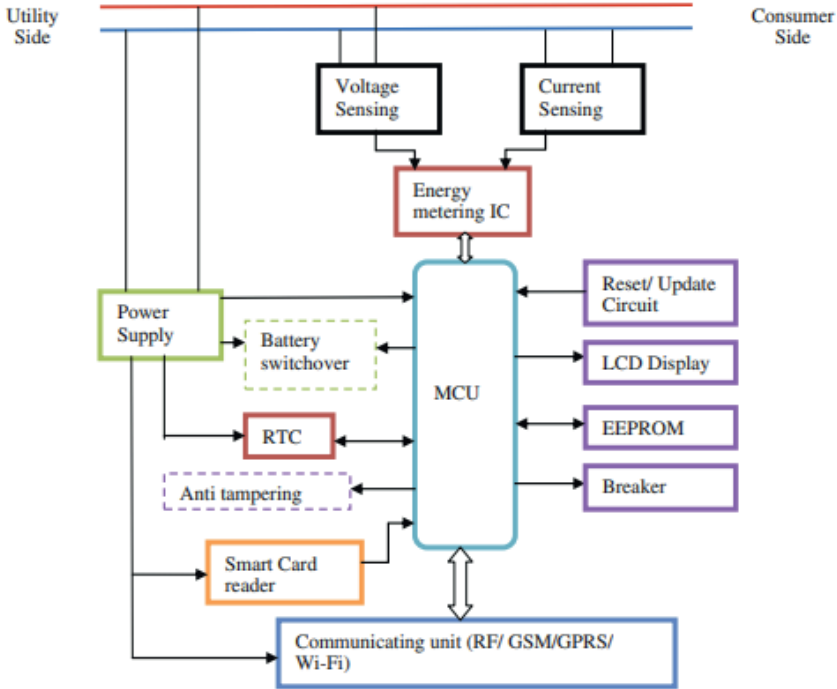 Utility
Side
Consumer
Side
Voltage
Sensing
Current
Sensing
Energy
metering IC
Power
Supply
Battery
switchover
MCU
Reset/ Update
Circuit
LCD Display
RTC
EEPROM
Anti tampering
Breaker
Smart Card
reader
Communicating unit (RF/ GSM/GPRS/
Wi-Fi)